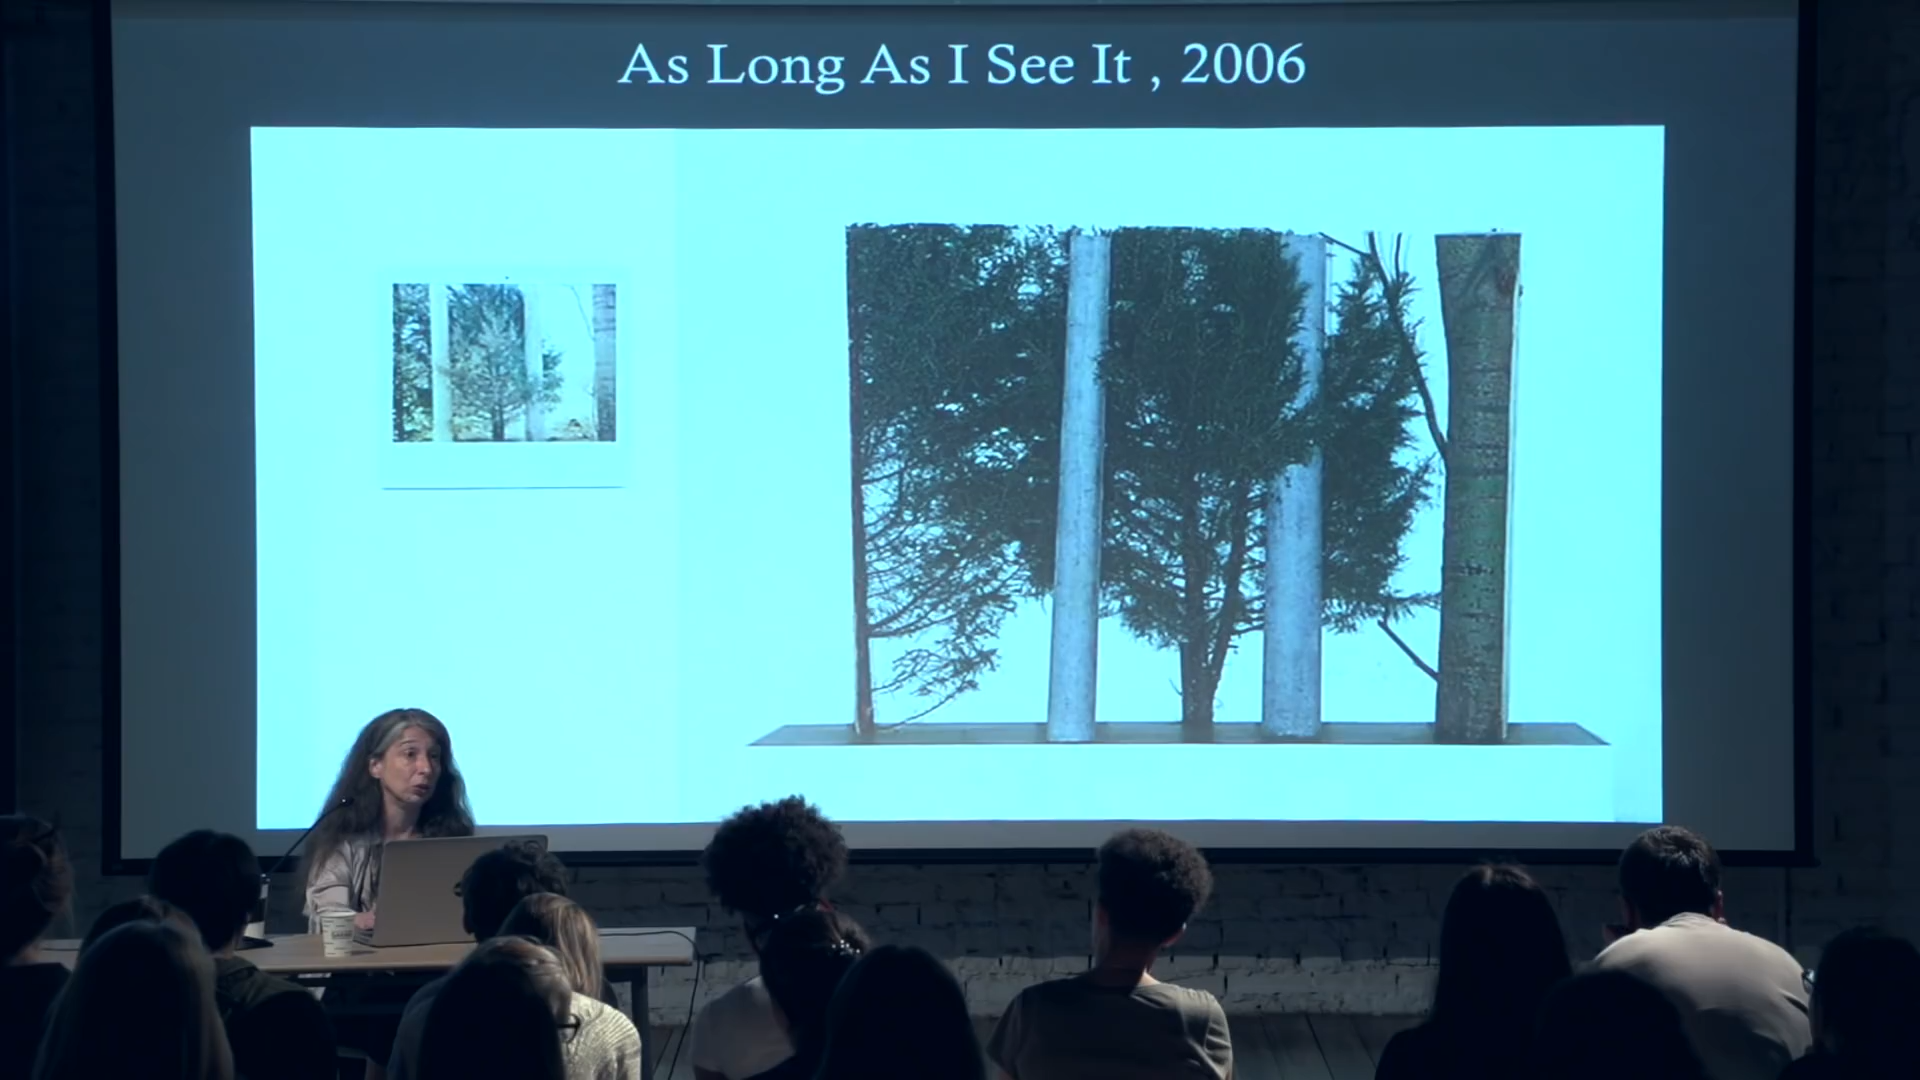 As Long As I See It , 2006